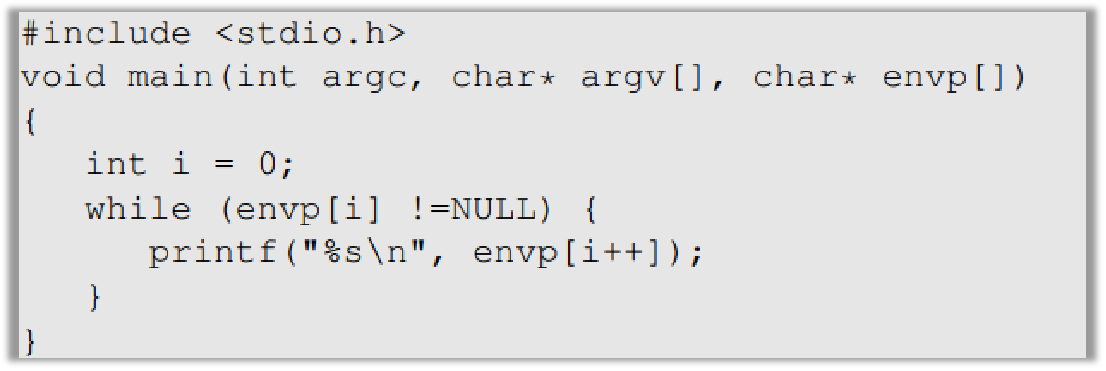 #include <stdio.h>
void main(int argc, char* argv[], char* envp[])
{
   int i = 0;
   while (envp[i] !=NULL) {
      printf("%s\n", envp[i++]);
   }
}